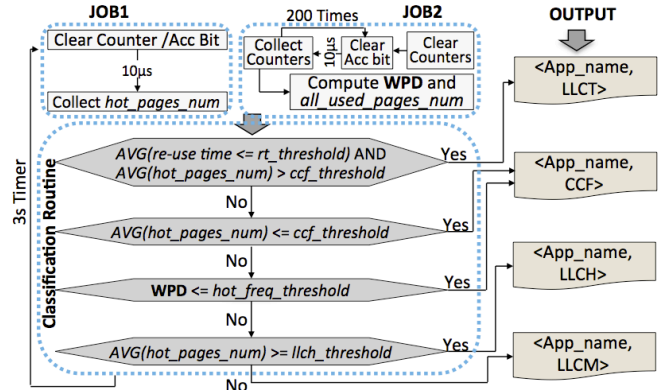 JOB1
Clear Counter /Acc Bit
10µs
Collect hot_pages_num
JOB2
200 Times
Collect
Counters
10µs
Clear
Acc bit
Clear
Counters
Compute WPD and
all_used_pages_num
OUTPUT
<App_name,
LLCT>
<App_name,
CCF>
<App_name,
LLCH>
<App_name,
LLCM>
3s Timer
Classification Routine
AVG(re-use time <= rt_threshold) AND
AVG(hot_pages_num) > ccf_threshold
Yes
No
AVG(hot_pages_num) <= ccf_threshold
Yes
No
WPD <= hot_freq_threshold
Yes
No
AVG(hot_pages_num) >= llch_threshold
Yes
No